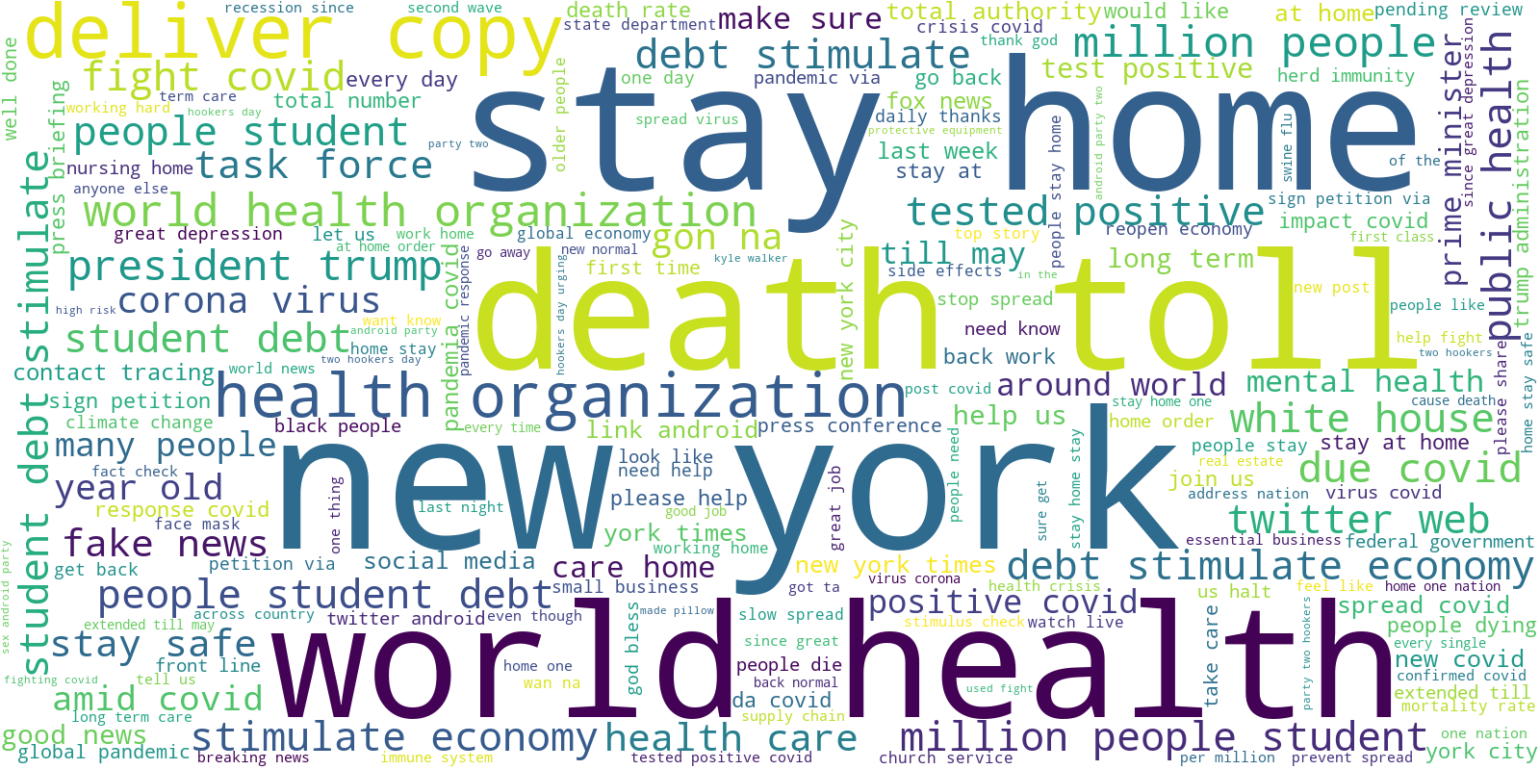 recession since
second wave
death rate
make sure
total authority
would like
at home
pending review
deliver copy
state department
crisis covid
debt stimulate
thank god
million people
well done
fight covid
every day
older people
one day
pandemic via
go back
test positive
herd immunity
prime minister
public health
since great depression
working hard
term care
total number
hookers day
spread virus
fox news
daily thanks
stay home
press briefing
people student
party two
protective equipment
last week
people stay home
android party two
swine flu
of the
trump administration
nursing home
task force
stay at
anyone else
world health organization
tested positive
sign petition via
impact covid
great depression
let us
work home
global economy
gon na
new york city
top story
reopen economy
first class
at home order
go away
new normal
kyle walker
till may
president trump
pandemia covid
pandemic response
first time
side effects
in the
long term
death toll
new post
high risk
corona virus
hookers day urging
stop spread
people like
want know
need know
student debt
android party
home stay
back work
help fight
two hookers
two hookers day
contact tracing
world news
health organization
post covid
around world
mental health
please share
home stay safe
sign petition
stay home one
cause death
climate change
black people
every time
link android
press conference
help us
home order
white house
student debt stimulate
many people
look like
people need
stay home stay
people stay
stay at home
fact check
need help
real estate
due covid
year old
new york
join us
response covid
one thing
last night
please help
good job
great job
sure get
address nation
virus covid
face mask
york times
twitter web
fake news
working home
essential business
federal government
sex android party
get back
petition via
social media
care home
new york times
debt stimulate economy
virus corona
people student debt
small business
got ta
health crisis
us halt
feel like
home one nation
across country
twitter android
even though
god bless
made pillow
slow spread
positive covid
stimulus check
watch live
take care
party two hookers
spread covid
extended till may
people dying
stay safe
since great
every single
front line
home one
people die
new covid
fighting covid
tell us
wan na
back normal
used fight
confirmed covid
amid covid
world health
da covid
extended till
mortality rate
long term care
supply chain
good news
stimulate economy
health care
million people student
one nation
global pandemic
breaking news
immune system
tested positive covid
church service
per million
prevent spread
york city